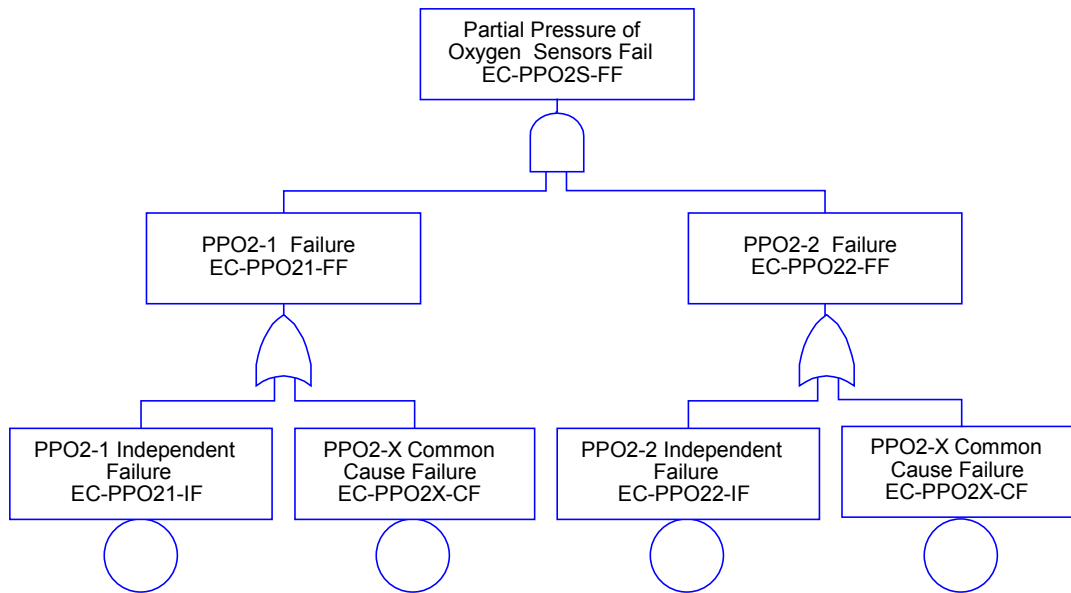 Partial Pressure of
Oxygen Sensors Fail
EC-PPO2S-FF
PPO2-1 Failure
EC-PPO21-FF
PPO2-2 Failure
EC-PPO22-FF
PPO2-1 Independent
Failure
EC-PPO21-IF
PPO2-X Common
Cause Failure
EC-PPO2X-CF
PPO2-2 Independent
Failure
EC-PPO22-IF
PPO2-X Common
Cause Failure
EC-PPO2X-CF